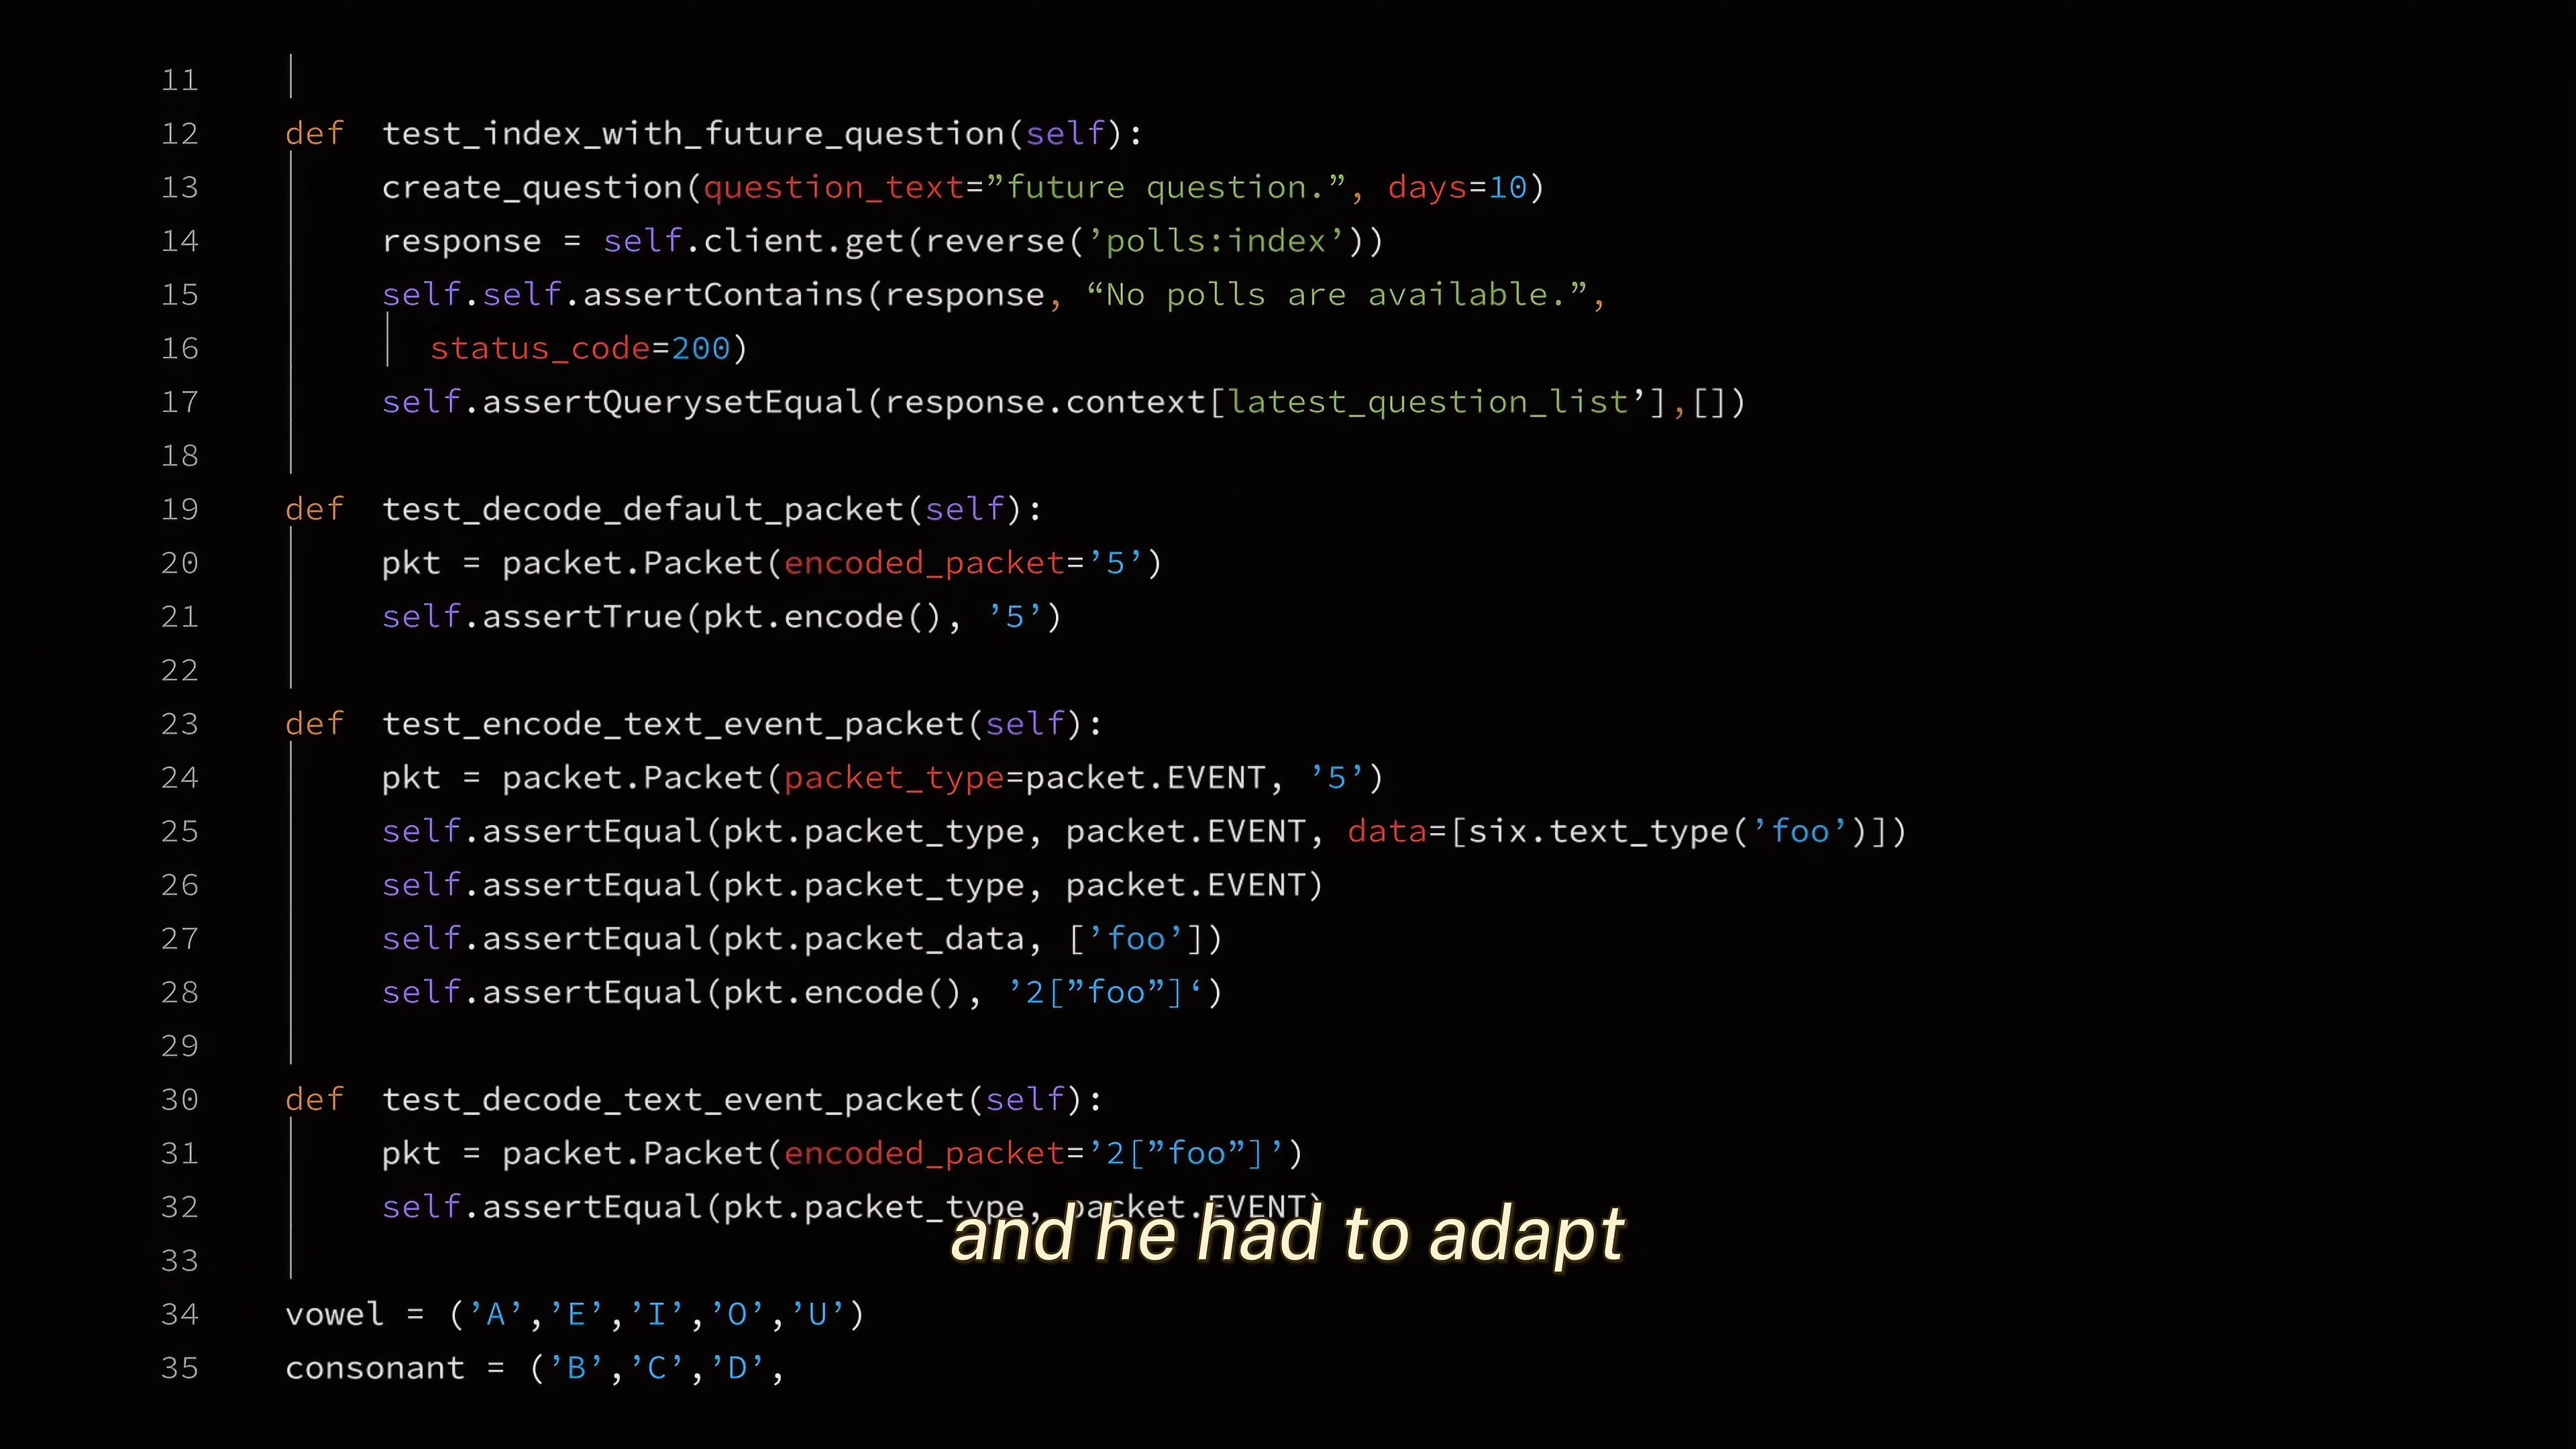 11
12 def test_index_with_future_question(self):
13 create_question(question_text=”future question.”, days=10)
14 response = self.client.get(reverse(’polls:index’))
15 self.self.assertContains(response, “No polls are available.”,
16 status_code=200)
17 self.assertQuerysetEqual(response.context[latest_question_list’],[])
18
19 def test_decode_default_packet(self):
20 pkt = packet.Packet(encoded_packet=’5’)
21 self.assertTrue(pkt.encode(), ’5’)
22
23 def test_encode_text_event_packet(self):
24 pkt = packet.Packet(packet_type=packet.EVENT, ’5’)
25 self.assertEqual(pkt.packet_type, packet.EVENT, data=[six.text_type(’foo’)])
26 self.assertEqual(pkt.packet_type, packet.EVENT)
27 self.assertEqual(pkt.packet_data, [’foo’])
28 self.assertEqual(pkt.encode(), ’2[”foo”]‘)
29
30 def test_decode_text_event_packet(self):
31 pkt = packet.Packet(encoded_packet=’2[”foo”]’)
32 self.assertEqual(pkt.packet_type, packet.EVENT)
and he had to adapt
33
34 vowel = (’A’,’E’,’I’,’O’,’U’)
35 consonant = (’B’,’C’,’D’,